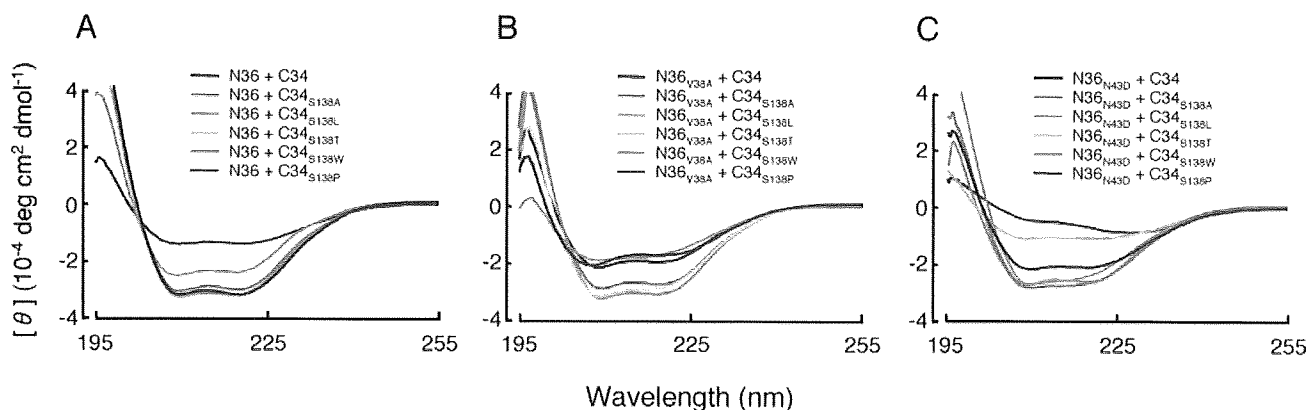 A
B
C
N36 + C34
N36 + C34S138A
N36 + C34S138L
N36 + C34S138T
N36 + C34S138W
N36 + C34S138P
N36V38A + C34
N36V38A + C34S138A
N36V38A + C34S138L
N36V38A + C34S138T
N36V38A + C34S138W
N36V38A + C34S138P
N36N43D + C34
N36N43D + C34S138A
N36N43D + C34S138L
N36N43D + C34S138T
N36N43D + C34S138W
N36N43D + C34S138P
[θ] (10-4 deg cm2 dmol-1)
4
2
0
-2
-4
195
225
255
4
2
0
-2
-4
195
225
255
4
2
0
-2
-4
195
225
255
Wavelength (nm)